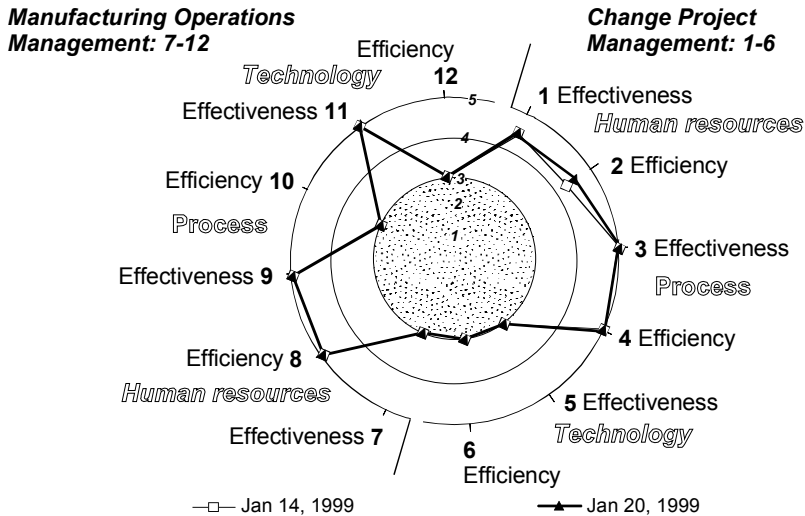 Manufacturing Operations
Management: 7-12
Change Project
Management: 1-6
Efficiency
12
Technology
5
1 Effectiveness
Effectiveness 11
Human resources
4
2 Efficiency
Efficiency 10
3
2
Process
1
3 Effectiveness
Effectiveness 9
Process
4 Efficiency
Efficiency 8
Human resources
5 Effectiveness
Effectiveness 7
Technology
6
Efficiency
Jan 14, 1999
Jan 20, 1999